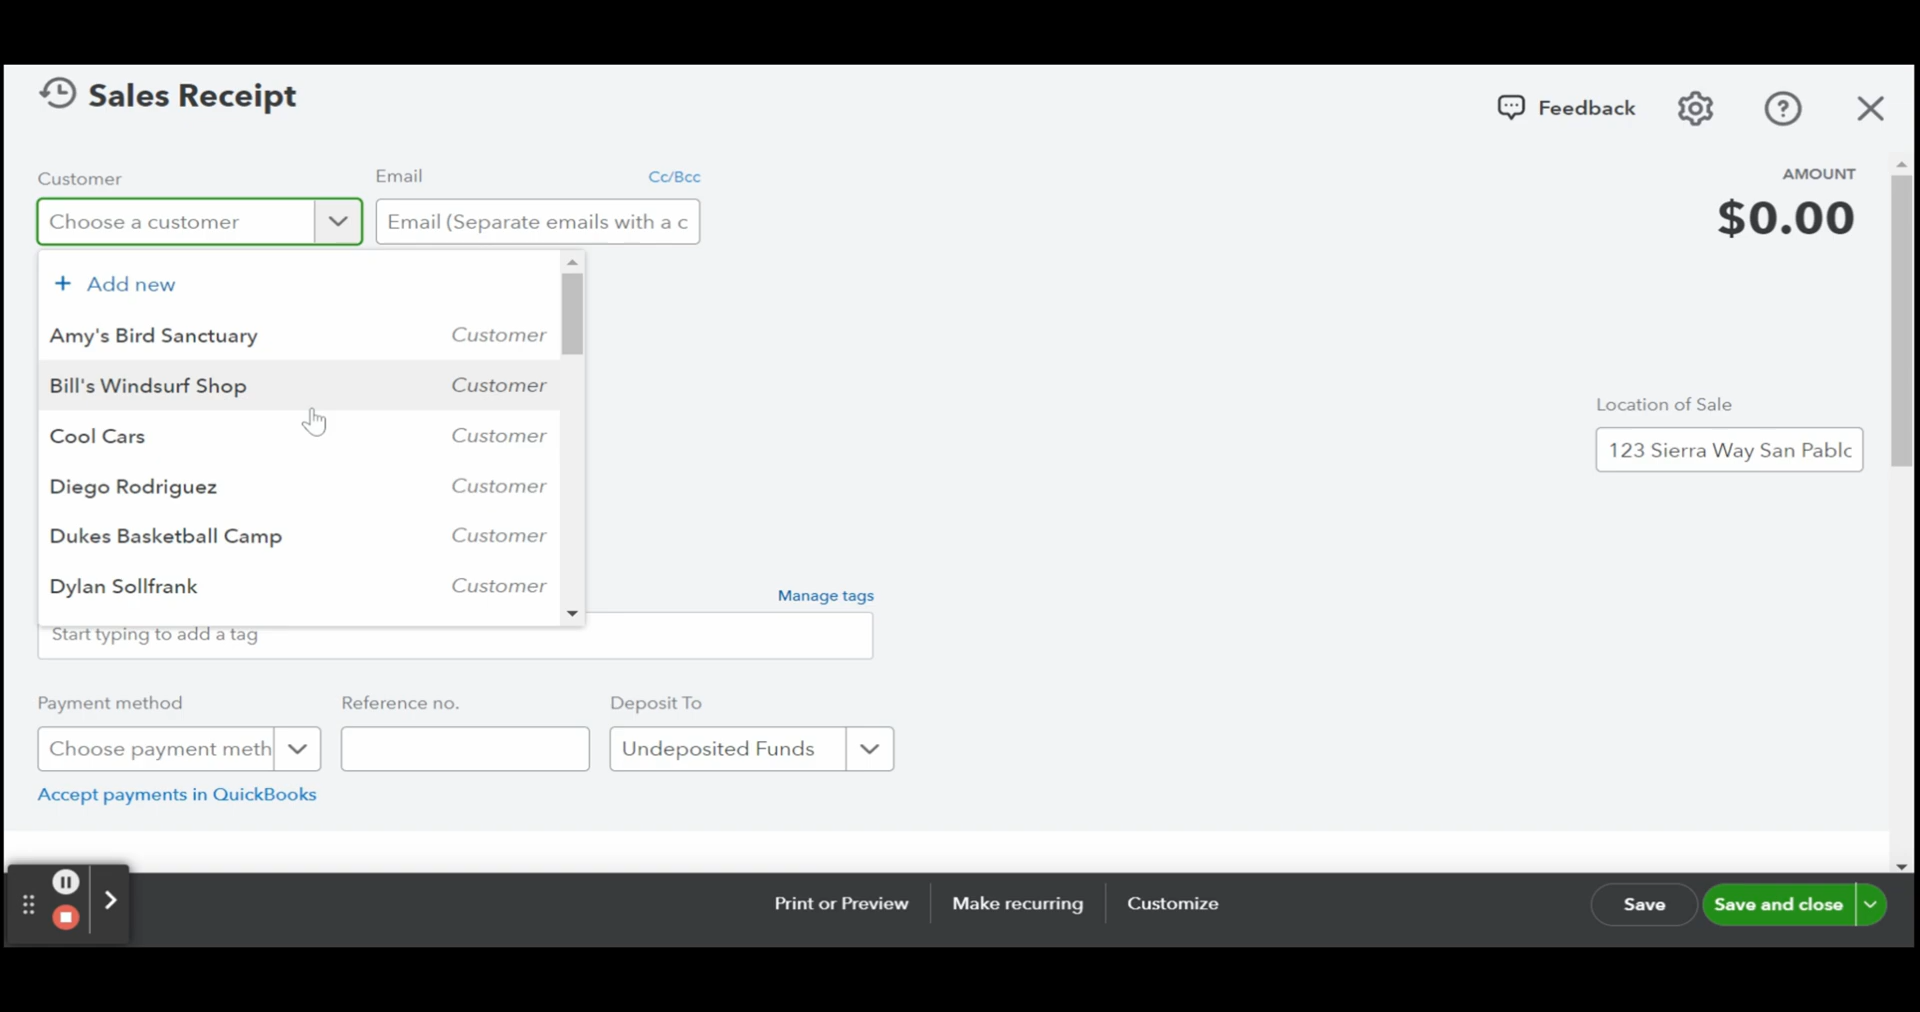 Sales Receipt
Feedback
Customer
Email
Cc/Bcc
AMOUNT
Choose a customer
Email (Separate emails with a c
$0.00
+ Add new
Amy's Bird Sanctuary Customer
Bill's Windsurf Shop Customer
Cool Cars Customer
Diego Rodriguez Customer
Dukes Basketball Camp Customer
Dylan Sollfrank Customer
Location of Sale
123 Sierra Way San Pablc
Manage tags
Start typing to add a tag
Payment method
Reference no.
Deposit To
Choose payment meth
Undeposited Funds
Accept payments in QuickBooks
Print or Preview
Make recurring
Customize
Save
Save and close